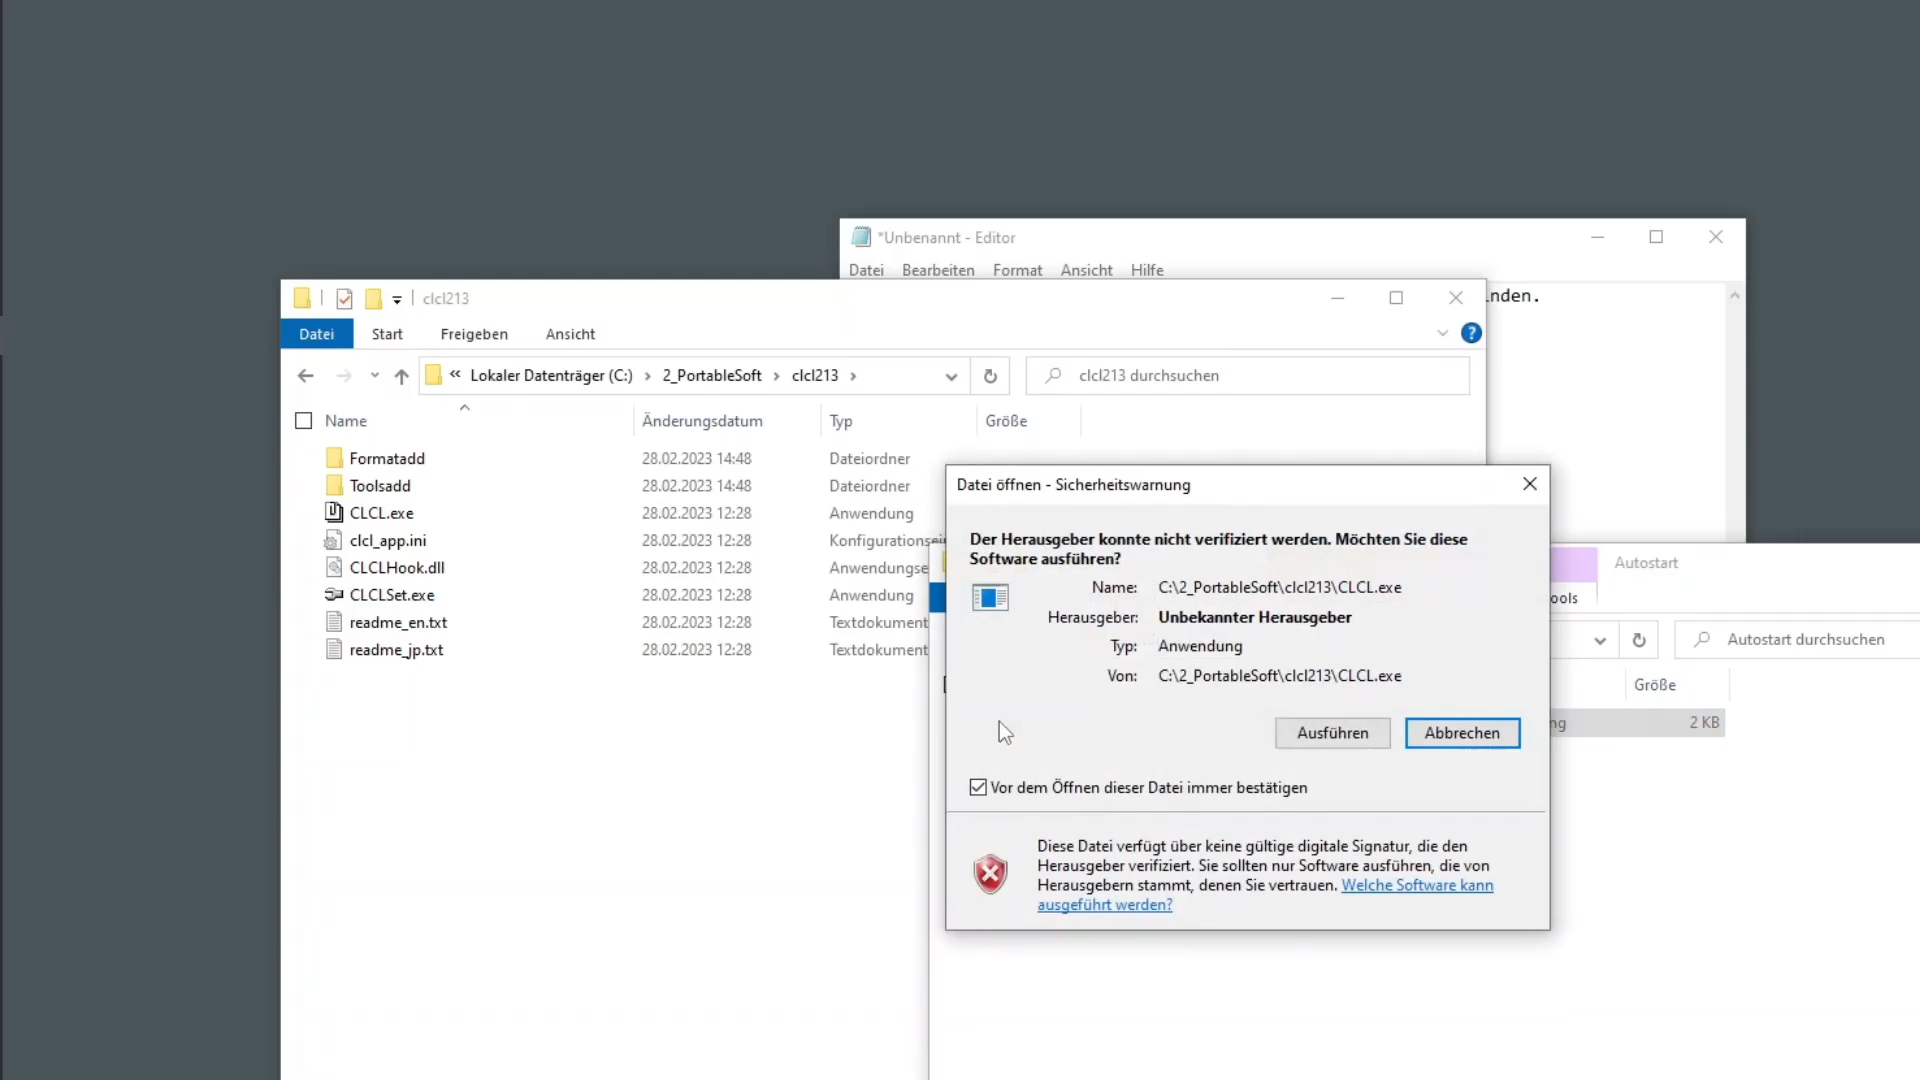 *Unbenannt - Editor
Datei Bearbeiten Format Ansicht Hilfe
nden.
clcl213
Datei Start Freigeben Ansicht
?
« Lokaler Datenträger (C:) › 2_PortableSoft › clcl213 ›
clcl213 durchsuchen
Name Änderungsdatum Typ Größe
Formatadd 28.02.2023 14:48 Dateiordner
Toolsadd 28.02.2023 14:48 Dateiordner
CLCL.exe 28.02.2023 12:28 Anwendung
clcl_app.ini 28.02.2023 12:28 Konfigurationsein
CLCLHook.dll 28.02.2023 12:28 Anwendungse
CLCLSet.exe 28.02.2023 12:28 Anwendung
readme_en.txt 28.02.2023 12:28 Textdokument
readme_jp.txt 28.02.2023 12:28 Textdokument
Datei öffnen - Sicherheitswarnung
Der Herausgeber konnte nicht verifiziert werden. Möchten Sie diese
Software ausführen?
Name: C:\2_PortableSoft\clcl213\CLCL.exe
Herausgeber: Unbekannter Herausgeber
Typ: Anwendung
Von: C:\2_PortableSoft\clcl213\CLCL.exe
Ausführen Abbrechen
Vor dem Öffnen dieser Datei immer bestätigen
Diese Datei verfügt über keine gültige digitale Signatur, die den
Herausgeber verifiziert. Sie sollten nur Software ausführen, die von
Herausgebern stammt, denen Sie vertrauen. Welche Software kann
ausgeführt werden?
Autostart
ools
Autostart durchsuchen
Größe
ng 2 KB